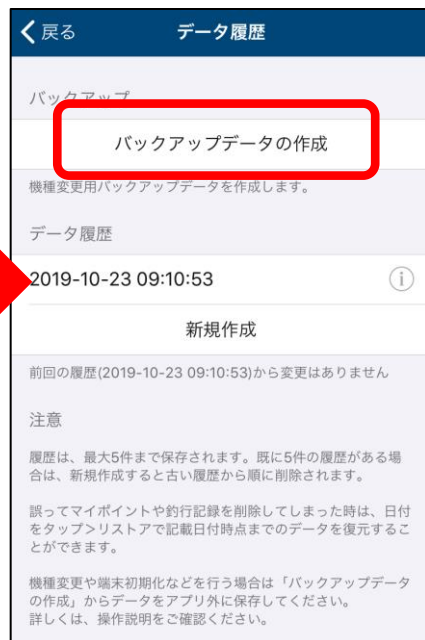 戻る データ履歴
バックアップ
バックアップデータの作成
機種変更用バックアップデータを作成します。
データ履歴
2019-10-23 09:10:53
新規作成
前回の履歴(2019-10-23 09:10:53)から変更はありません
注意
履歴は、最大5件まで保存されます。既に5件の履歴がある場
合は、新規作成すると古い履歴から順に削除されます。
誤ってマイポイントや釣行記録を削除してしまった時は、日付
をタップ＞リストアで記載日付時点までのデータを復元するこ
とができます。
機種変更や端末初期化などを行う場合は「バックアップデータ
の作成」からデータをアプリ外に保存してください。
詳しくは、操作説明をご確認ください。